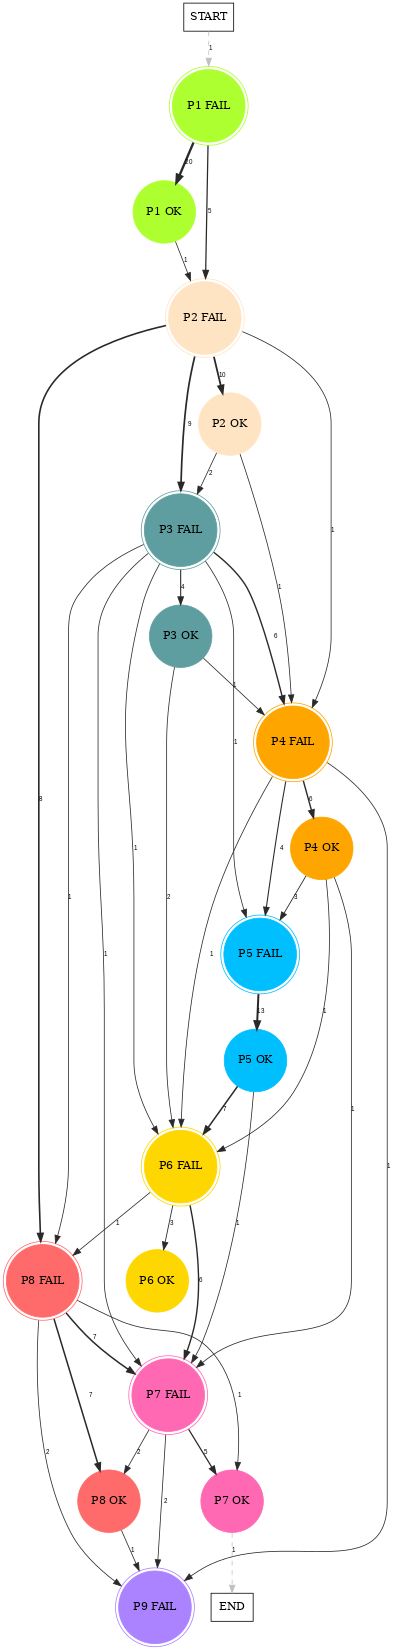 START
1
P1 FAIL
20
P1 OK
5
1
P2 FAIL
10
9
P2 OK
2
1
1
P3 FAIL
4
6
P3 OK
1
1
P4 FAIL
8
6
P4 OK
1
1
1
2
1
4
3
P5 FAIL
13
1
P5 OK
7
1
1
1
P6 FAIL
1
3
6
P8 FAIL
P6 OK
7
P7 FAIL
7
1
2
5
2
2
P8 OK
P7 OK
1
1
P9 FAIL
END